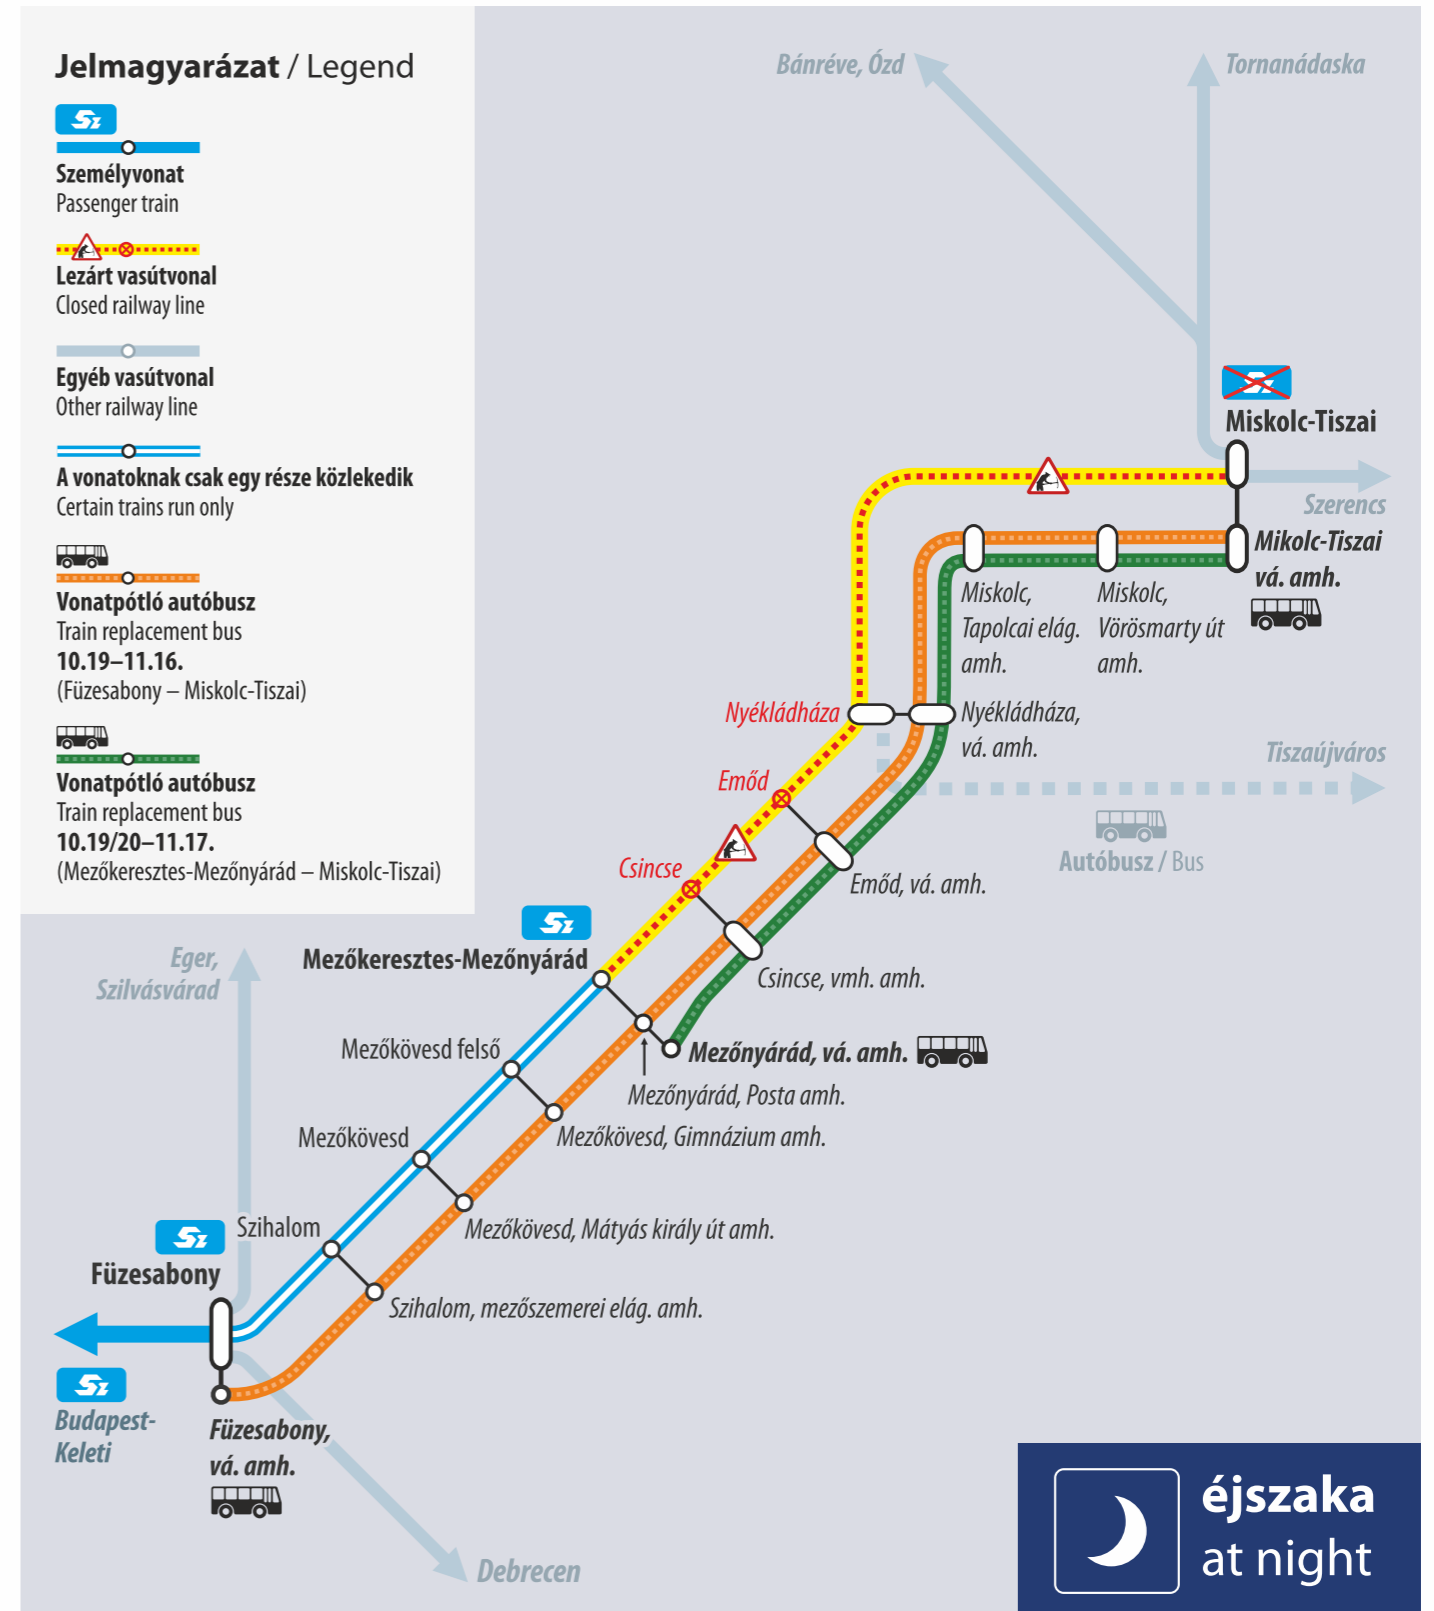 Jelmagyarázat / Legend
Sz
Személyvonat
Passenger train
Lezárt vasútvonal
Closed railway line
Egyéb vasútvonal
Other railway line
A vonatoknak csak egy része közlekedik
Certain trains run only
Vonatpótló autóbusz
Train replacement bus
10.19–11.16.
(Füzesabony – Miskolc-Tiszai)
Vonatpótló autóbusz
Train replacement bus
10.19/20–11.17.
(Mezőkeresztes-Mezőnyárád – Miskolc-Tiszai)
Bánréve, Ózd
Tornanádaska
Sz
Miskolc-Tiszai
Szerencs
Mikolc-Tiszai
vá. amh.
Miskolc,
Tapolcai elág.
amh.
Miskolc,
Vörösmarty út
amh.
Nyékládháza
Nyékládháza,
vá. amh.
Tiszaújváros
Autóbusz / Bus
Emőd
Emőd, vá. amh.
Csincse
Csincse, vmh. amh.
Sz
Mezőkeresztes-Mezőnyárád
Eger,
Szilvásvárad
Mezőnyárád, vá. amh.
Mezőnyárád, Posta amh.
Mezőkövesd felső
Mezőkövesd, Gimnázium amh.
Mezőkövesd
Mezőkövesd, Mátyás király út amh.
Szihalom
Szihalom, mezőszemerei elág. amh.
Sz
Füzesabony
Sz
Budapest-
Keleti
Füzesabony,
vá. amh.
Debrecen
éjszaka
at night